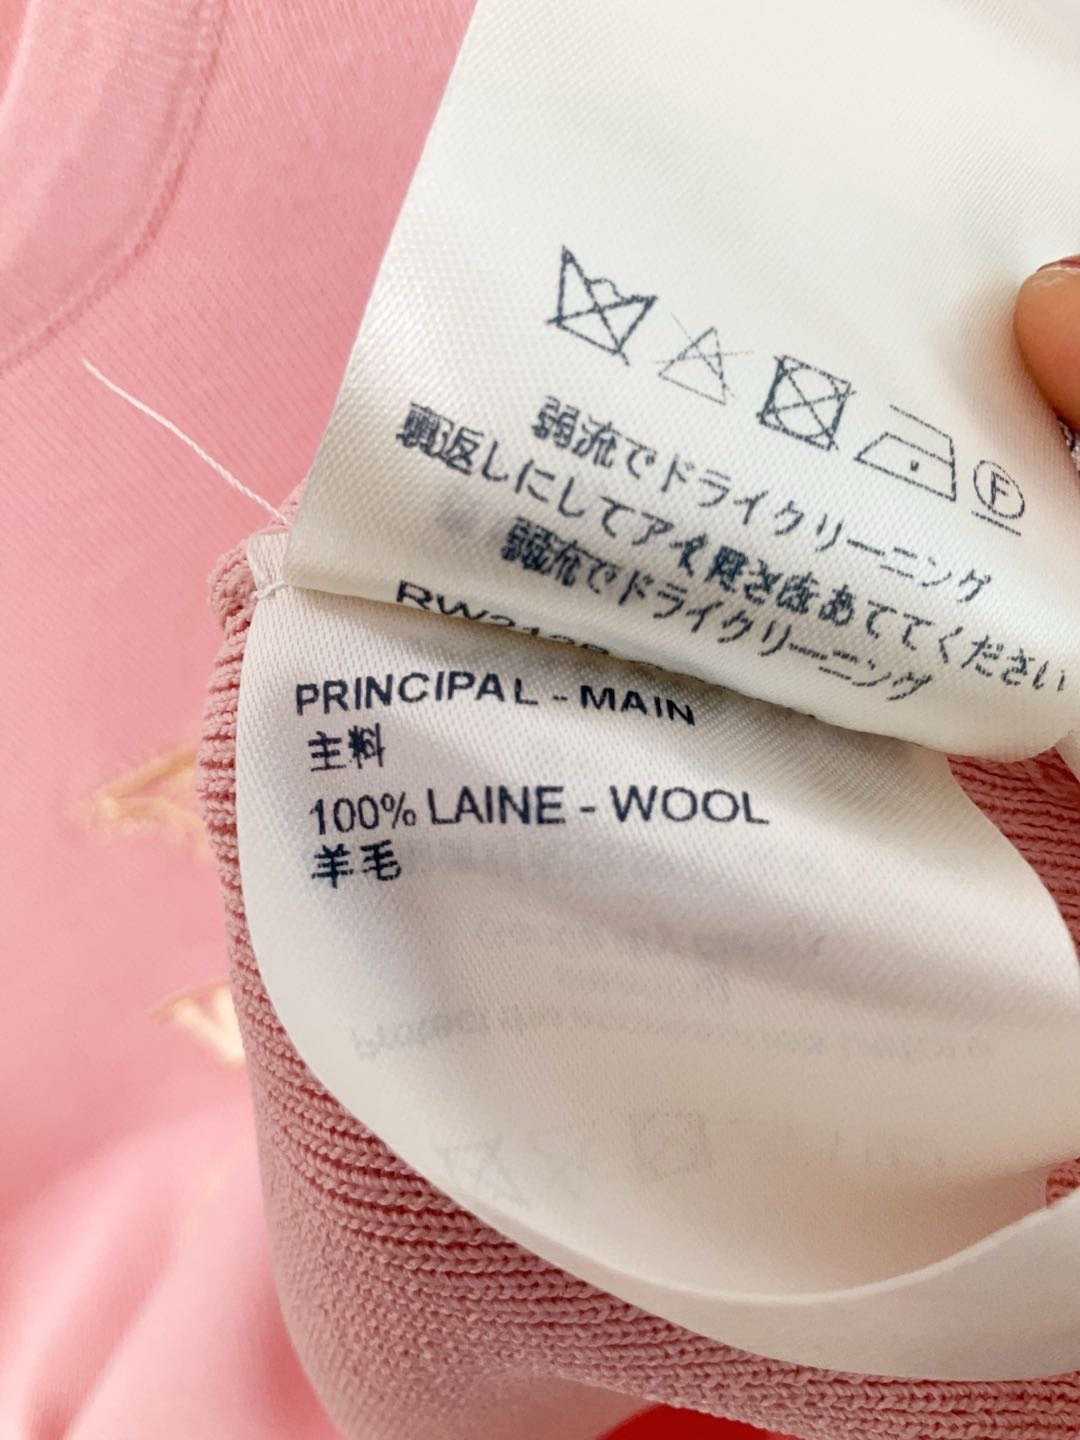 F
弱流でドライクリーニング
裏返しにしてアイロンをあててください
弱流でドライクリーニング
PRINCIPAL - MAIN
主料
100% LAINE - WOOL
羊毛